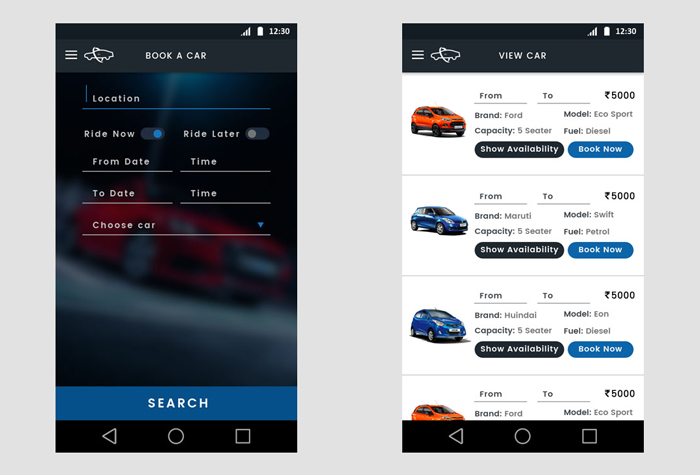 12:30
BOOK A CAR
Location
Ride Now Ride Later
From Date Time
To Date Time
Choose car
SEARCH
12:30
VIEW CAR
From To ₹5000
Brand: Ford Model: Eco Sport
Capacity: 5 Seater Fuel: Diesel
Show Availability Book Now
From To ₹5000
Brand: Maruti Model: Swift
Capacity: 5 Seater Fuel: Petrol
Show Availability Book Now
From To ₹5000
Brand: Huindai Model: Eon
Capacity: 5 Seater Fuel: Diesel
Show Availability Book Now
From To ₹5000
Brand: Ford Model: Eco Sport